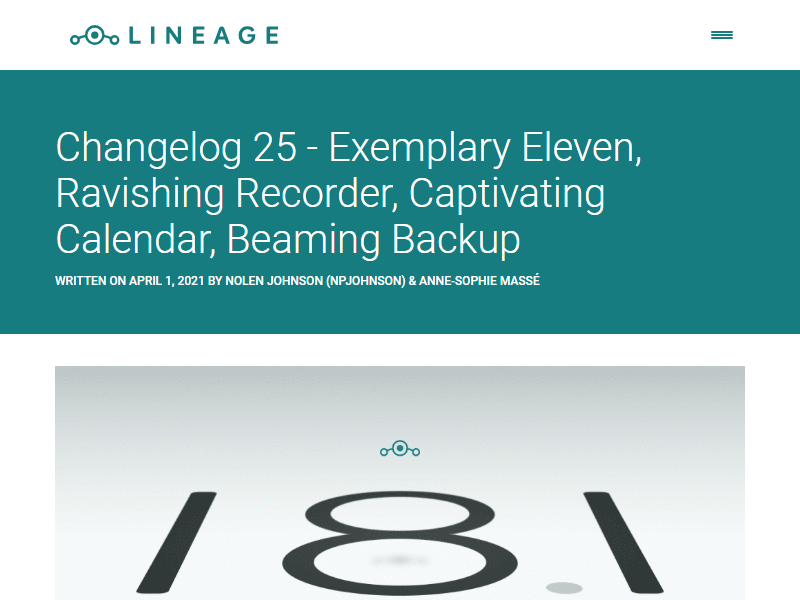 LINEAGE
Changelog 25 - Exemplary Eleven,
Ravishing Recorder, Captivating
Calendar, Beaming Backup
WRITTEN ON APRIL 1, 2021 BY NOLEN JOHNSON (NPJOHNSON) & ANNE-SOPHIE MASSÉ
18.1